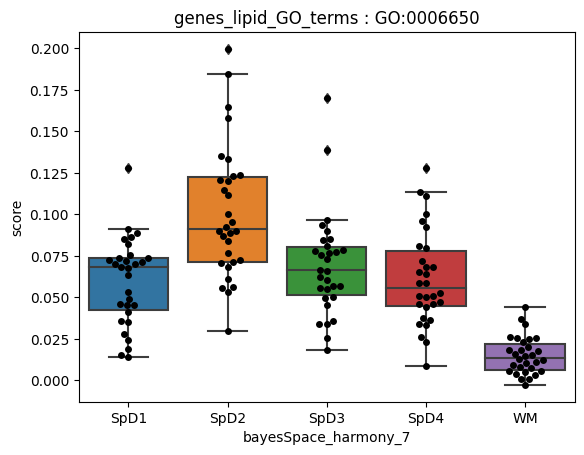 genes_lipid_GO_terms : GO:0006650
0.200
0.175
0.150
0.125
0.100
0.075
0.050
0.025
0.000
score
SpD1 SpD2 SpD3 SpD4 WM
bayesSpace_harmony_7